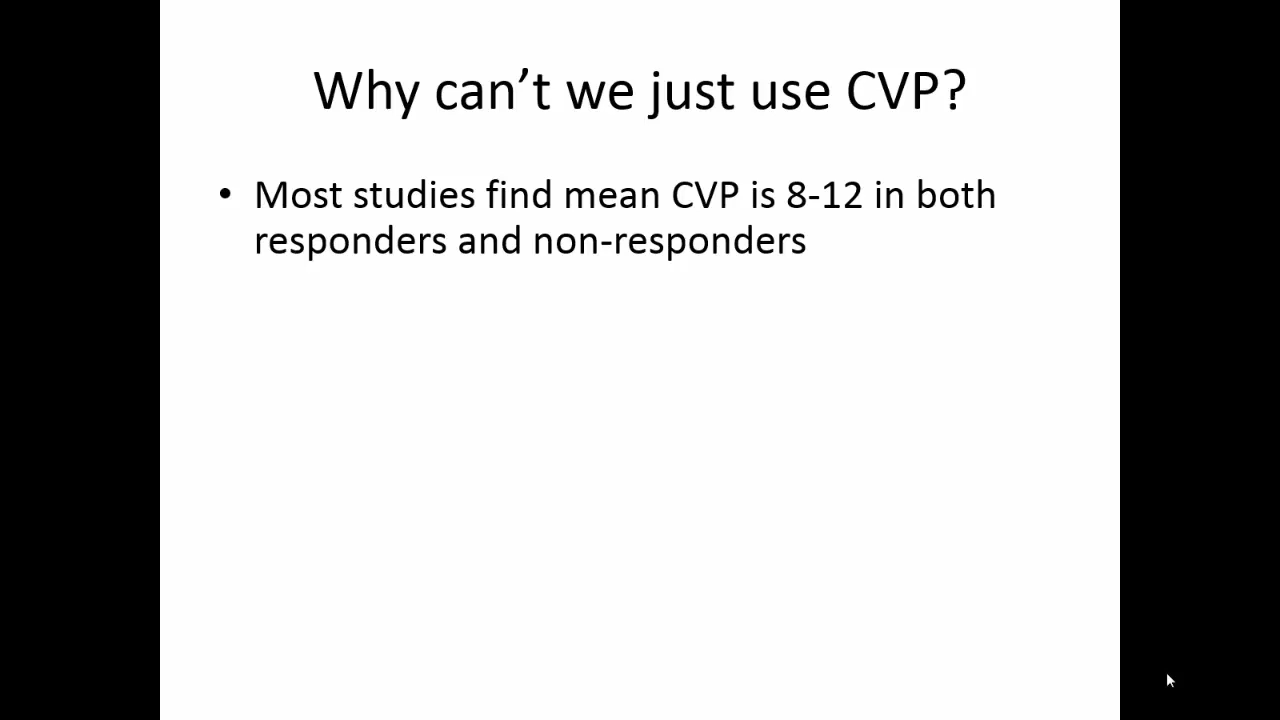 Why can’t we just use CVP?
• Most studies find mean CVP is 8-12 in both
responders and non-responders